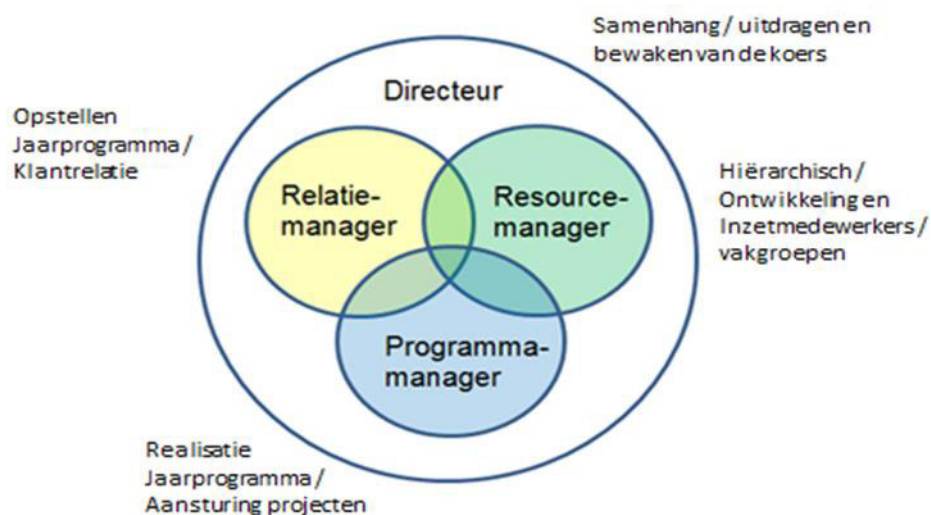 Samenhang / uitdragen en
bewaken van de koers
Directeur
Opstellen
Jaarprogramma /
Klantrelatie
Relatie-
manager
Resource-
manager
Hiërarchisch /
Ontwikkeling en
Inzet medewerkers /
vakgroepen
Programma-
manager
Realisatie
Jaarprogramma /
Aansturing projecten